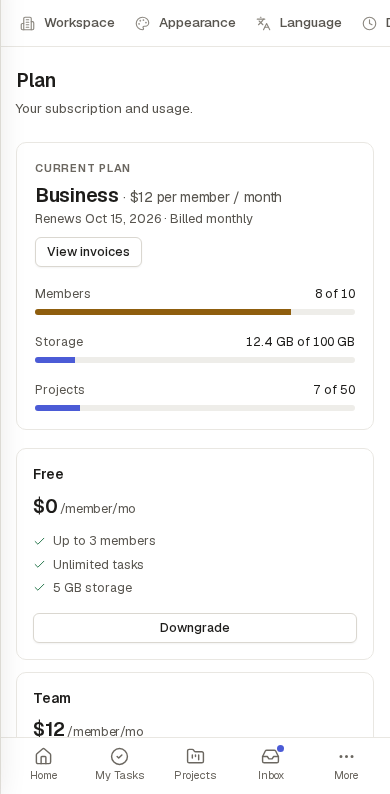 Workspace Appearance Language
Plan
Your subscription and usage.
CURRENT PLAN
Business · $12 per member / month
Renews Oct 15, 2026 · Billed monthly
View invoices
Members 8 of 10
Storage 12.4 GB of 100 GB
Projects 7 of 50
Free
$0 /member/mo
Up to 3 members
Unlimited tasks
5 GB storage
Downgrade
Team
$12 /member/mo
Home My Tasks Projects Inbox More